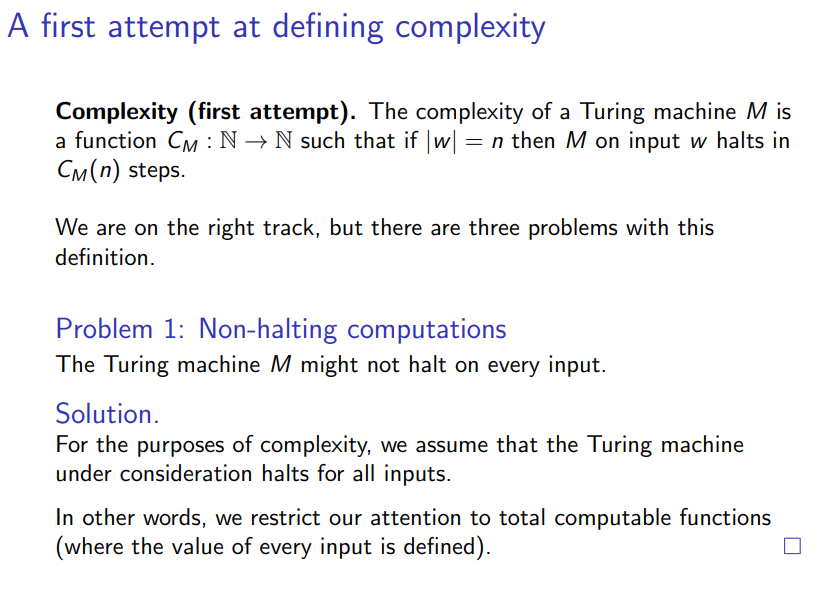 A first attempt at defining complexity
Complexity (first attempt). The complexity of a Turing machine M is
a function C_M : ℕ → ℕ such that if |w| = n then M on input w halts in
C_M(n) steps.
We are on the right track, but there are three problems with this
definition.
Problem 1: Non-halting computations
The Turing machine M might not halt on every input.
Solution.
For the purposes of complexity, we assume that the Turing machine
under consideration halts for all inputs.
In other words, we restrict our attention to total computable functions
(where the value of every input is defined). □